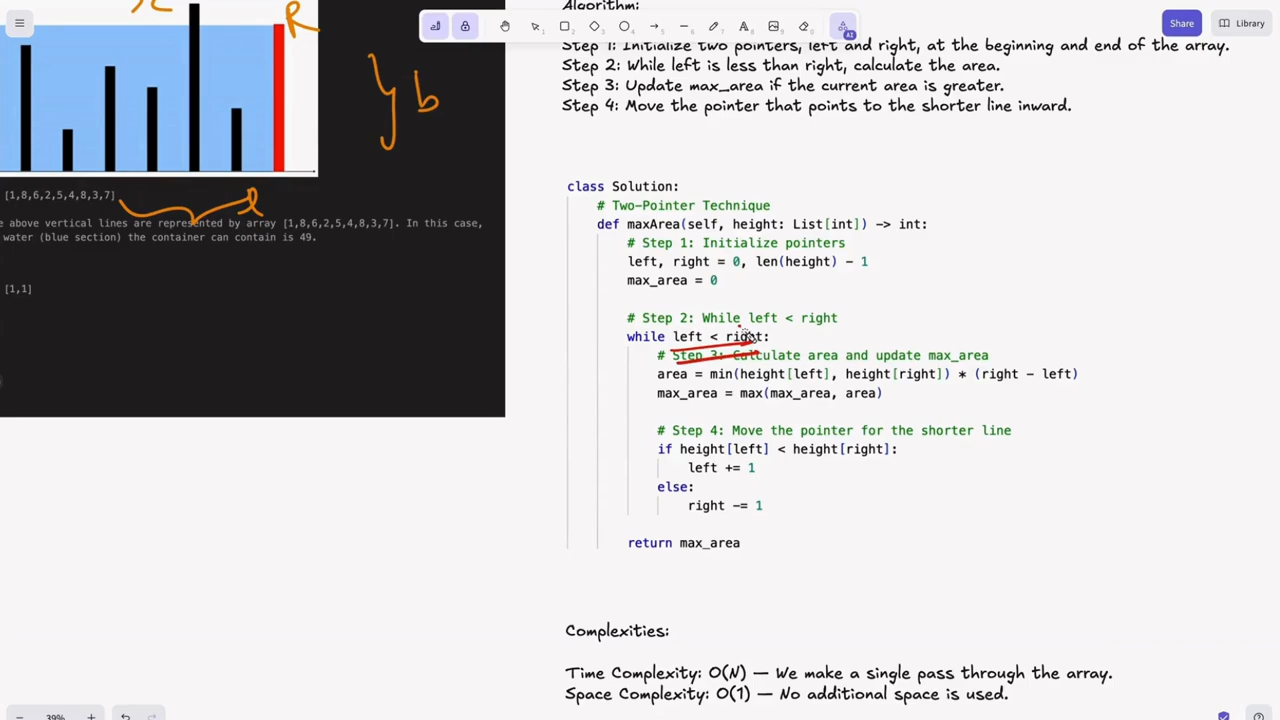 R
y b
l
[1,8,6,2,5,4,8,3,7]
e above vertical lines are represented by array [1,8,6,2,5,4,8,3,7]. In this case,
water (blue section) the container can contain is 49.
[1,1]
Share
Library
AI
Algorithm:
Step 1: Initialize two pointers, left and right, at the beginning and end of the array.
Step 2: While left is less than right, calculate the area.
Step 3: Update max_area if the current area is greater.
Step 4: Move the pointer that points to the shorter line inward.
class Solution:
# Two-Pointer Technique
def maxArea(self, height: List[int]) -> int:
# Step 1: Initialize pointers
left, right = 0, len(height) - 1
max_area = 0
# Step 2: While left < right
while left < right:
# Step 3: Calculate area and update max_area
area = min(height[left], height[right]) * (right - left)
max_area = max(max_area, area)
# Step 4: Move the pointer for the shorter line
if height[left] < height[right]:
left += 1
else:
right -= 1
return max_area
Complexities:
Time Complexity: O(N) — We make a single pass through the array.
Space Complexity: O(1) — No additional space is used.
39%